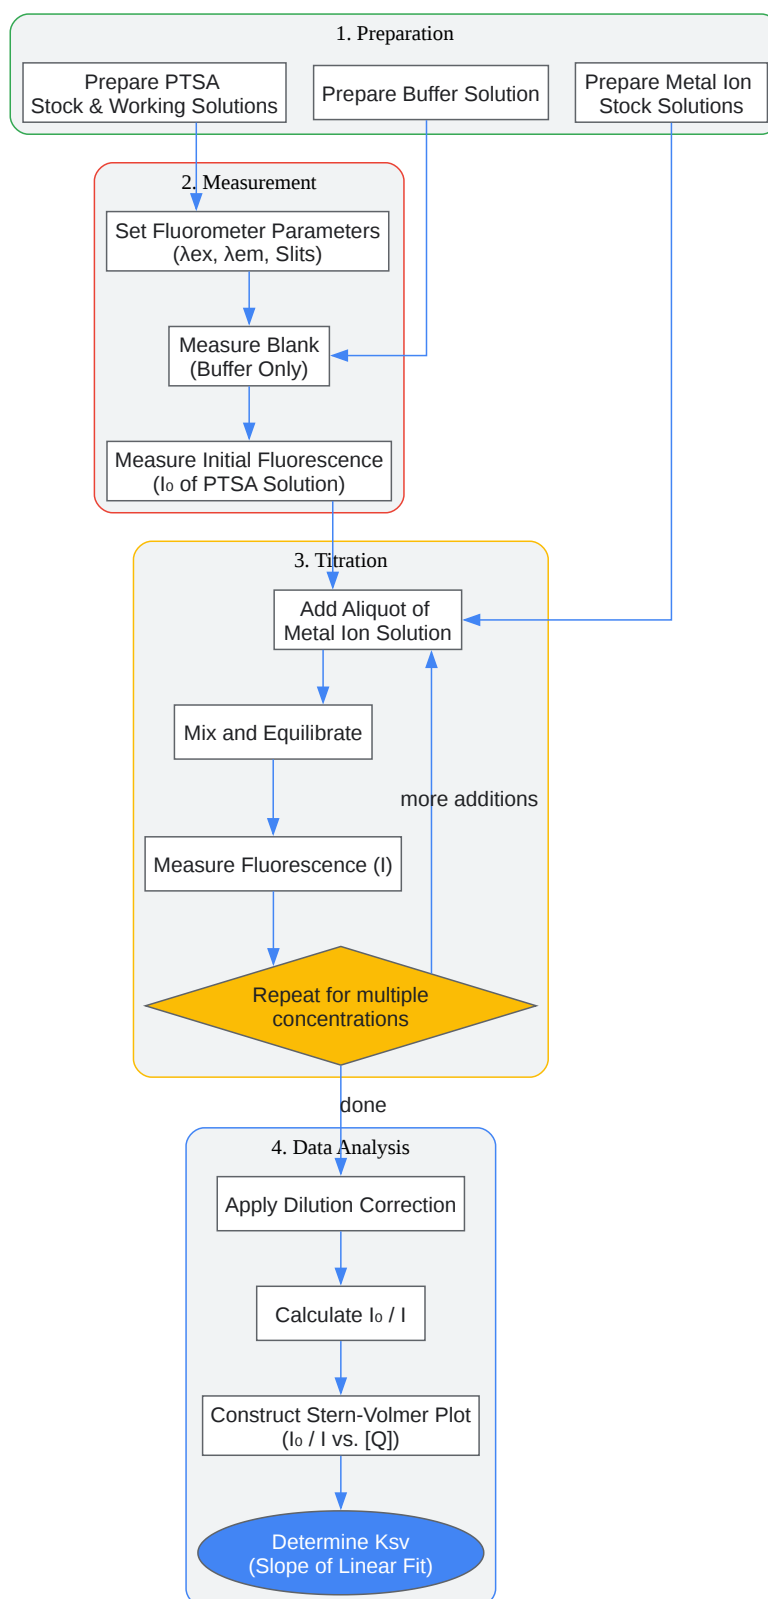 1. Preparation
Prepare PTSA
Stock & Working Solutions
Prepare Buffer Solution
Prepare Metal Ion
Stock Solutions
2. Measurement
Set Fluorometer Parameters
(λex, λem, Slits)
Measure Blank
(Buffer Only)
Measure Initial Fluorescence
(I₀ of PTSA Solution)
3. Titration
Add Aliquot of
Metal Ion Solution
Mix and Equilibrate
more additions
Measure Fluorescence (I)
Repeat for multiple
concentrations
done
4. Data Analysis
Apply Dilution Correction
Calculate I₀ / I
Construct Stern-Volmer Plot
(I₀ / I vs. [Q])
Determine Ksv
(Slope of Linear Fit)